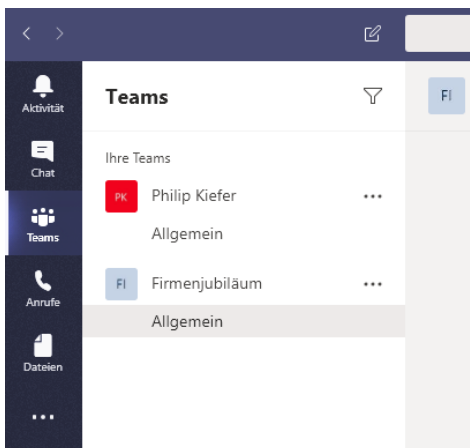 Aktivität
Chat
Teams
Anrufe
Dateien
Teams
Ihre Teams
PK Philip Kiefer
Allgemein
FI Firmenjubiläum
Allgemein
FI